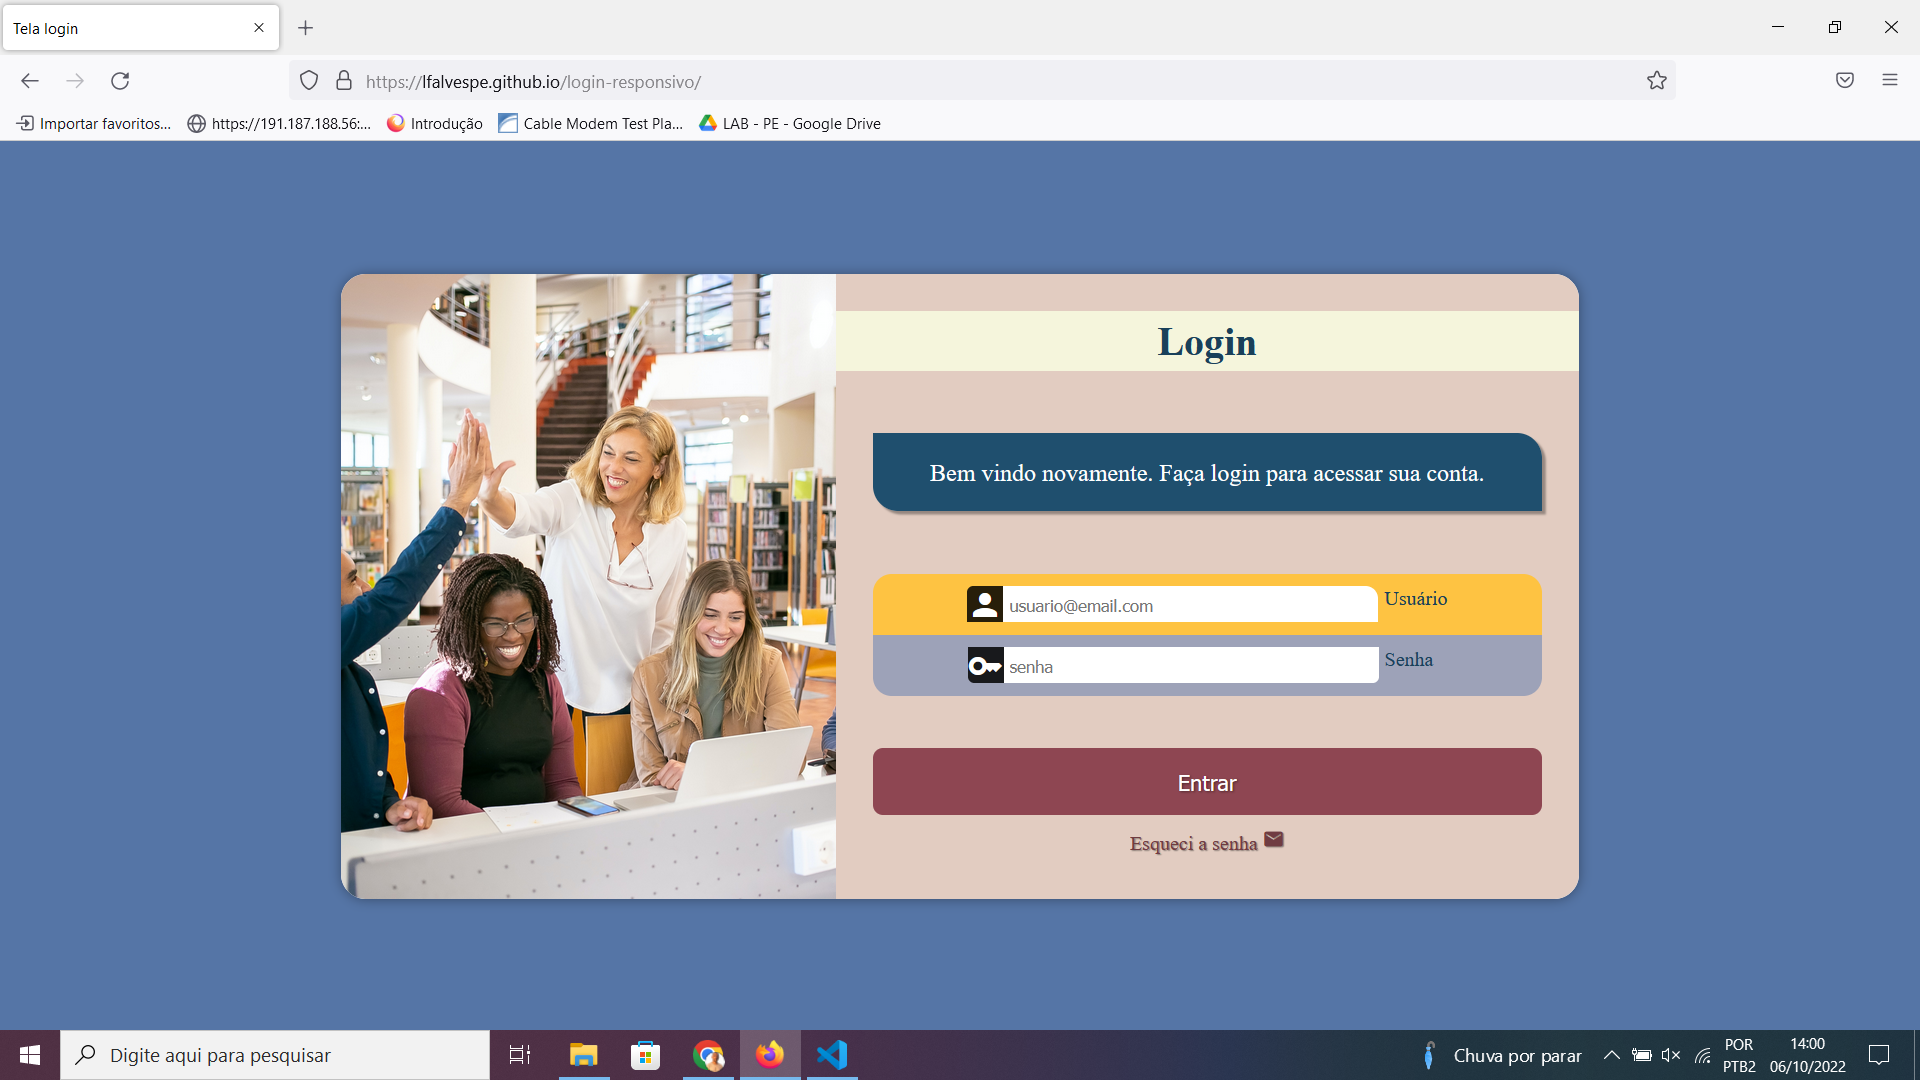 Tela login
https://lfalvespe.github.io/login-responsivo/
Importar favoritos...
https://191.187.188.56:...
Introdução
Cable Modem Test Pla...
LAB - PE - Google Drive
Login
Bem vindo novamente. Faça login para acessar sua conta.
usuario@email.com
Usuário
senha
Senha
Entrar
Esqueci a senha
Digite aqui para pesquisar
Chuva por parar
POR
PTB2
14:00
06/10/2022